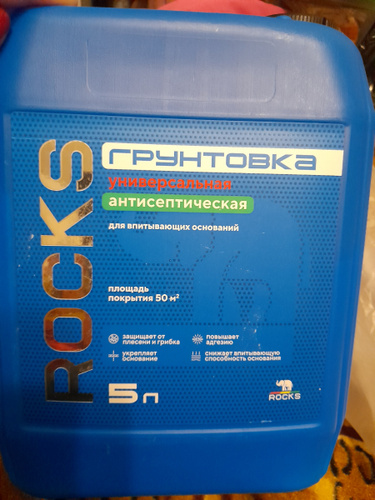 ROCKS
ГРУНТОВКА
универсальная
антисептическая
для впитывающих оснований
площадь
покрытия 50 м²
защищает от
плесени и грибка
повышает
адгезию
укрепляет
основание
снижает впитывающую
способность основания
5 л
ROCKS